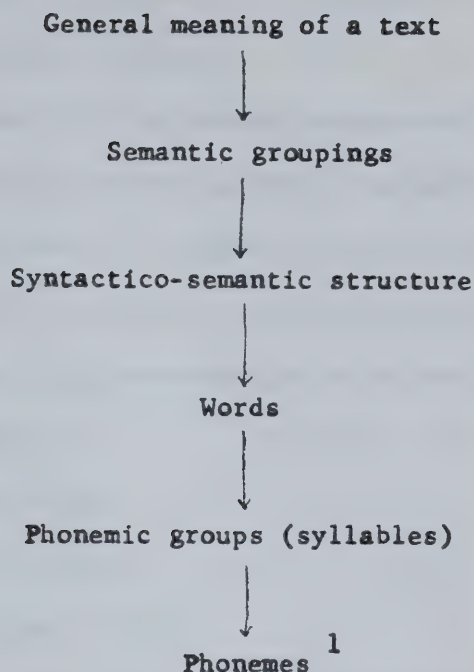 General meaning of a text
Semantic groupings
Syntactico-semantic structure
Words
Phonemic groups (syllables)
Phonemes 1